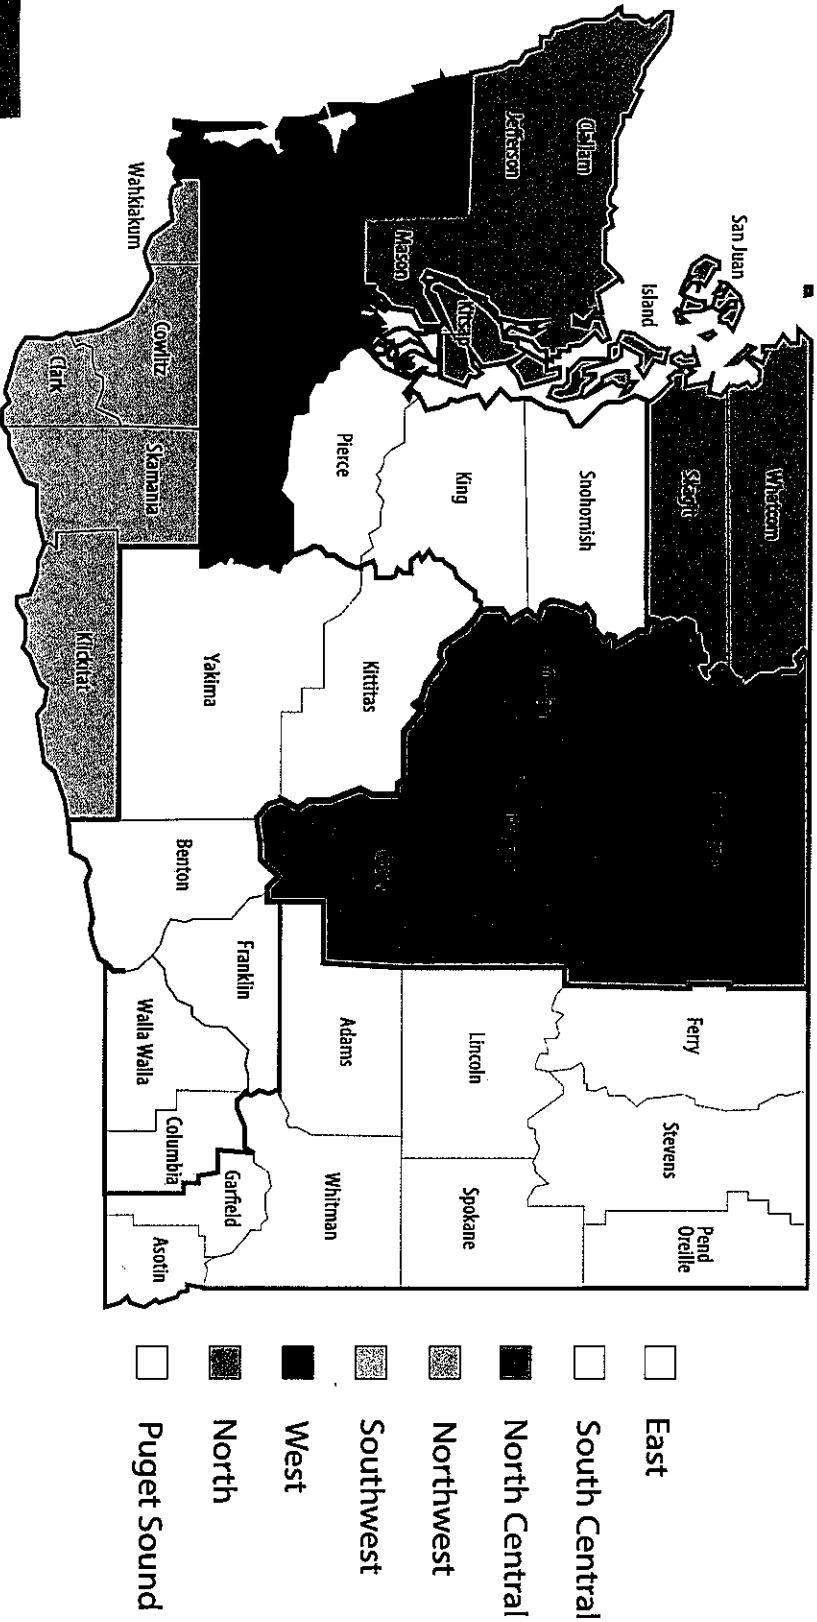 San Juan
Island
Whatcom
Skagit
Snohomish
King
Pierce
Clallam
Jefferson
Mason
Kitsap
Wahkiakum
Cowlitz
Clark
Skamania
Klickitat
Yakima
Kittitas
Grant
Benton
Franklin
Walla Walla
Columbia
Garfield
Asotin
Whitman
Adams
Lincoln
Spokane
Ferry
Stevens
Pend
Oreille
East
South Central
North Central
Northwest
Southwest
West
North
Puget Sound